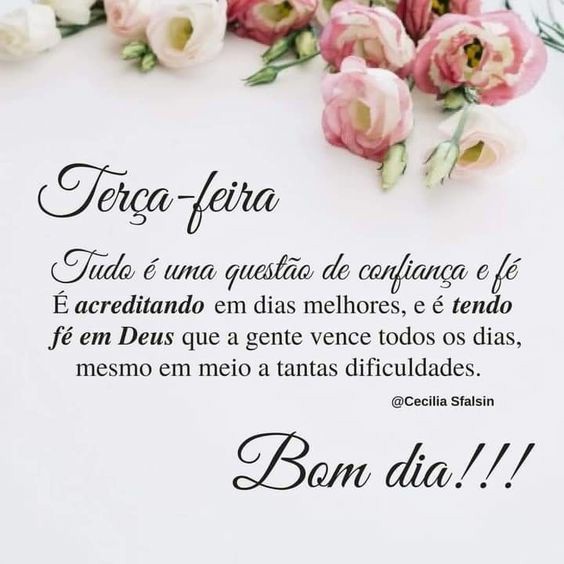 Terça-feira
Tudo é uma questão de confiança e fé
É acreditando em dias melhores, e é tendo
fé em Deus que a gente vence todos os dias,
mesmo em meio a tantas dificuldades.
@Cecilia Sfalsin
Bom dia!!!